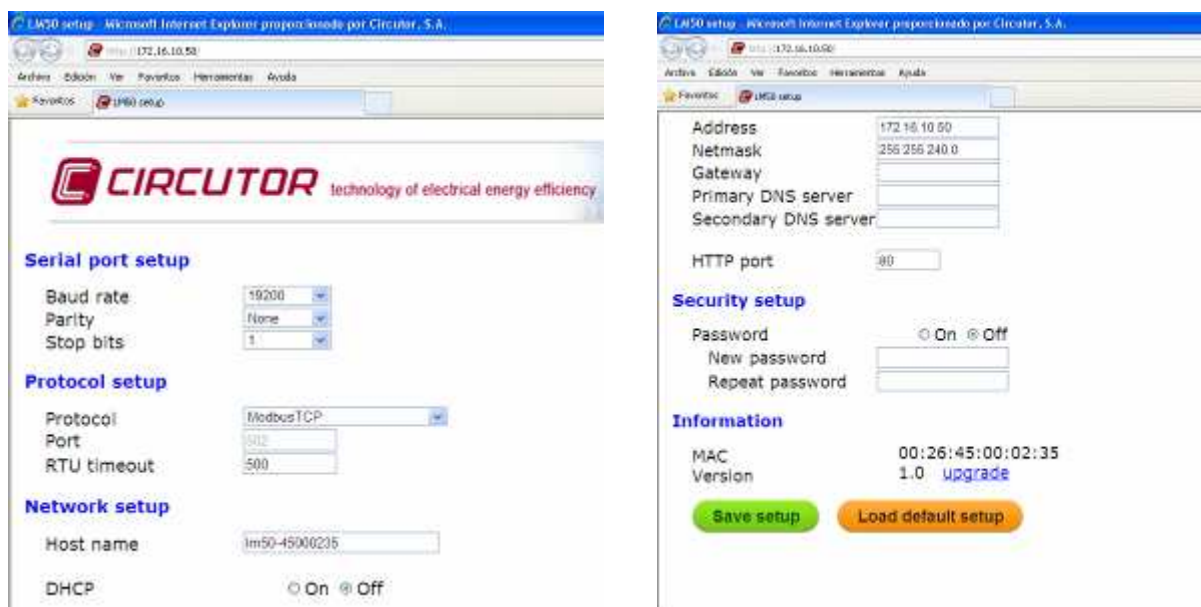 LM50 setup - Microsoft Internet Explorer proporcionado por Circutor, S.A.
http://172.16.10.50/
Archivo Edición Ver Favoritos Herramientas Ayuda
Favoritos LM50 setup
CIRCUTOR technology of electrical energy efficiency
Serial port setup
Baud rate 19200
Parity None
Stop bits 1
Protocol setup
Protocol ModbusTCP
Port 502
RTU timeout 500
Network setup
Host name lm50-45000235
DHCP On Off
LM50 setup - Microsoft Internet Explorer proporcionado por Circutor, S.A.
http://172.16.10.50/
Archivo Edición Ver Favoritos Herramientas Ayuda
Favoritos LM50 setup
Address 172.16.10.50
Netmask 255.255.240.0
Gateway
Primary DNS server
Secondary DNS server
HTTP port 80
Security setup
Password On Off
New password
Repeat password
Information
MAC 00:26:45:00:02:35
Version 1.0 upgrade
Save setup Load default setup